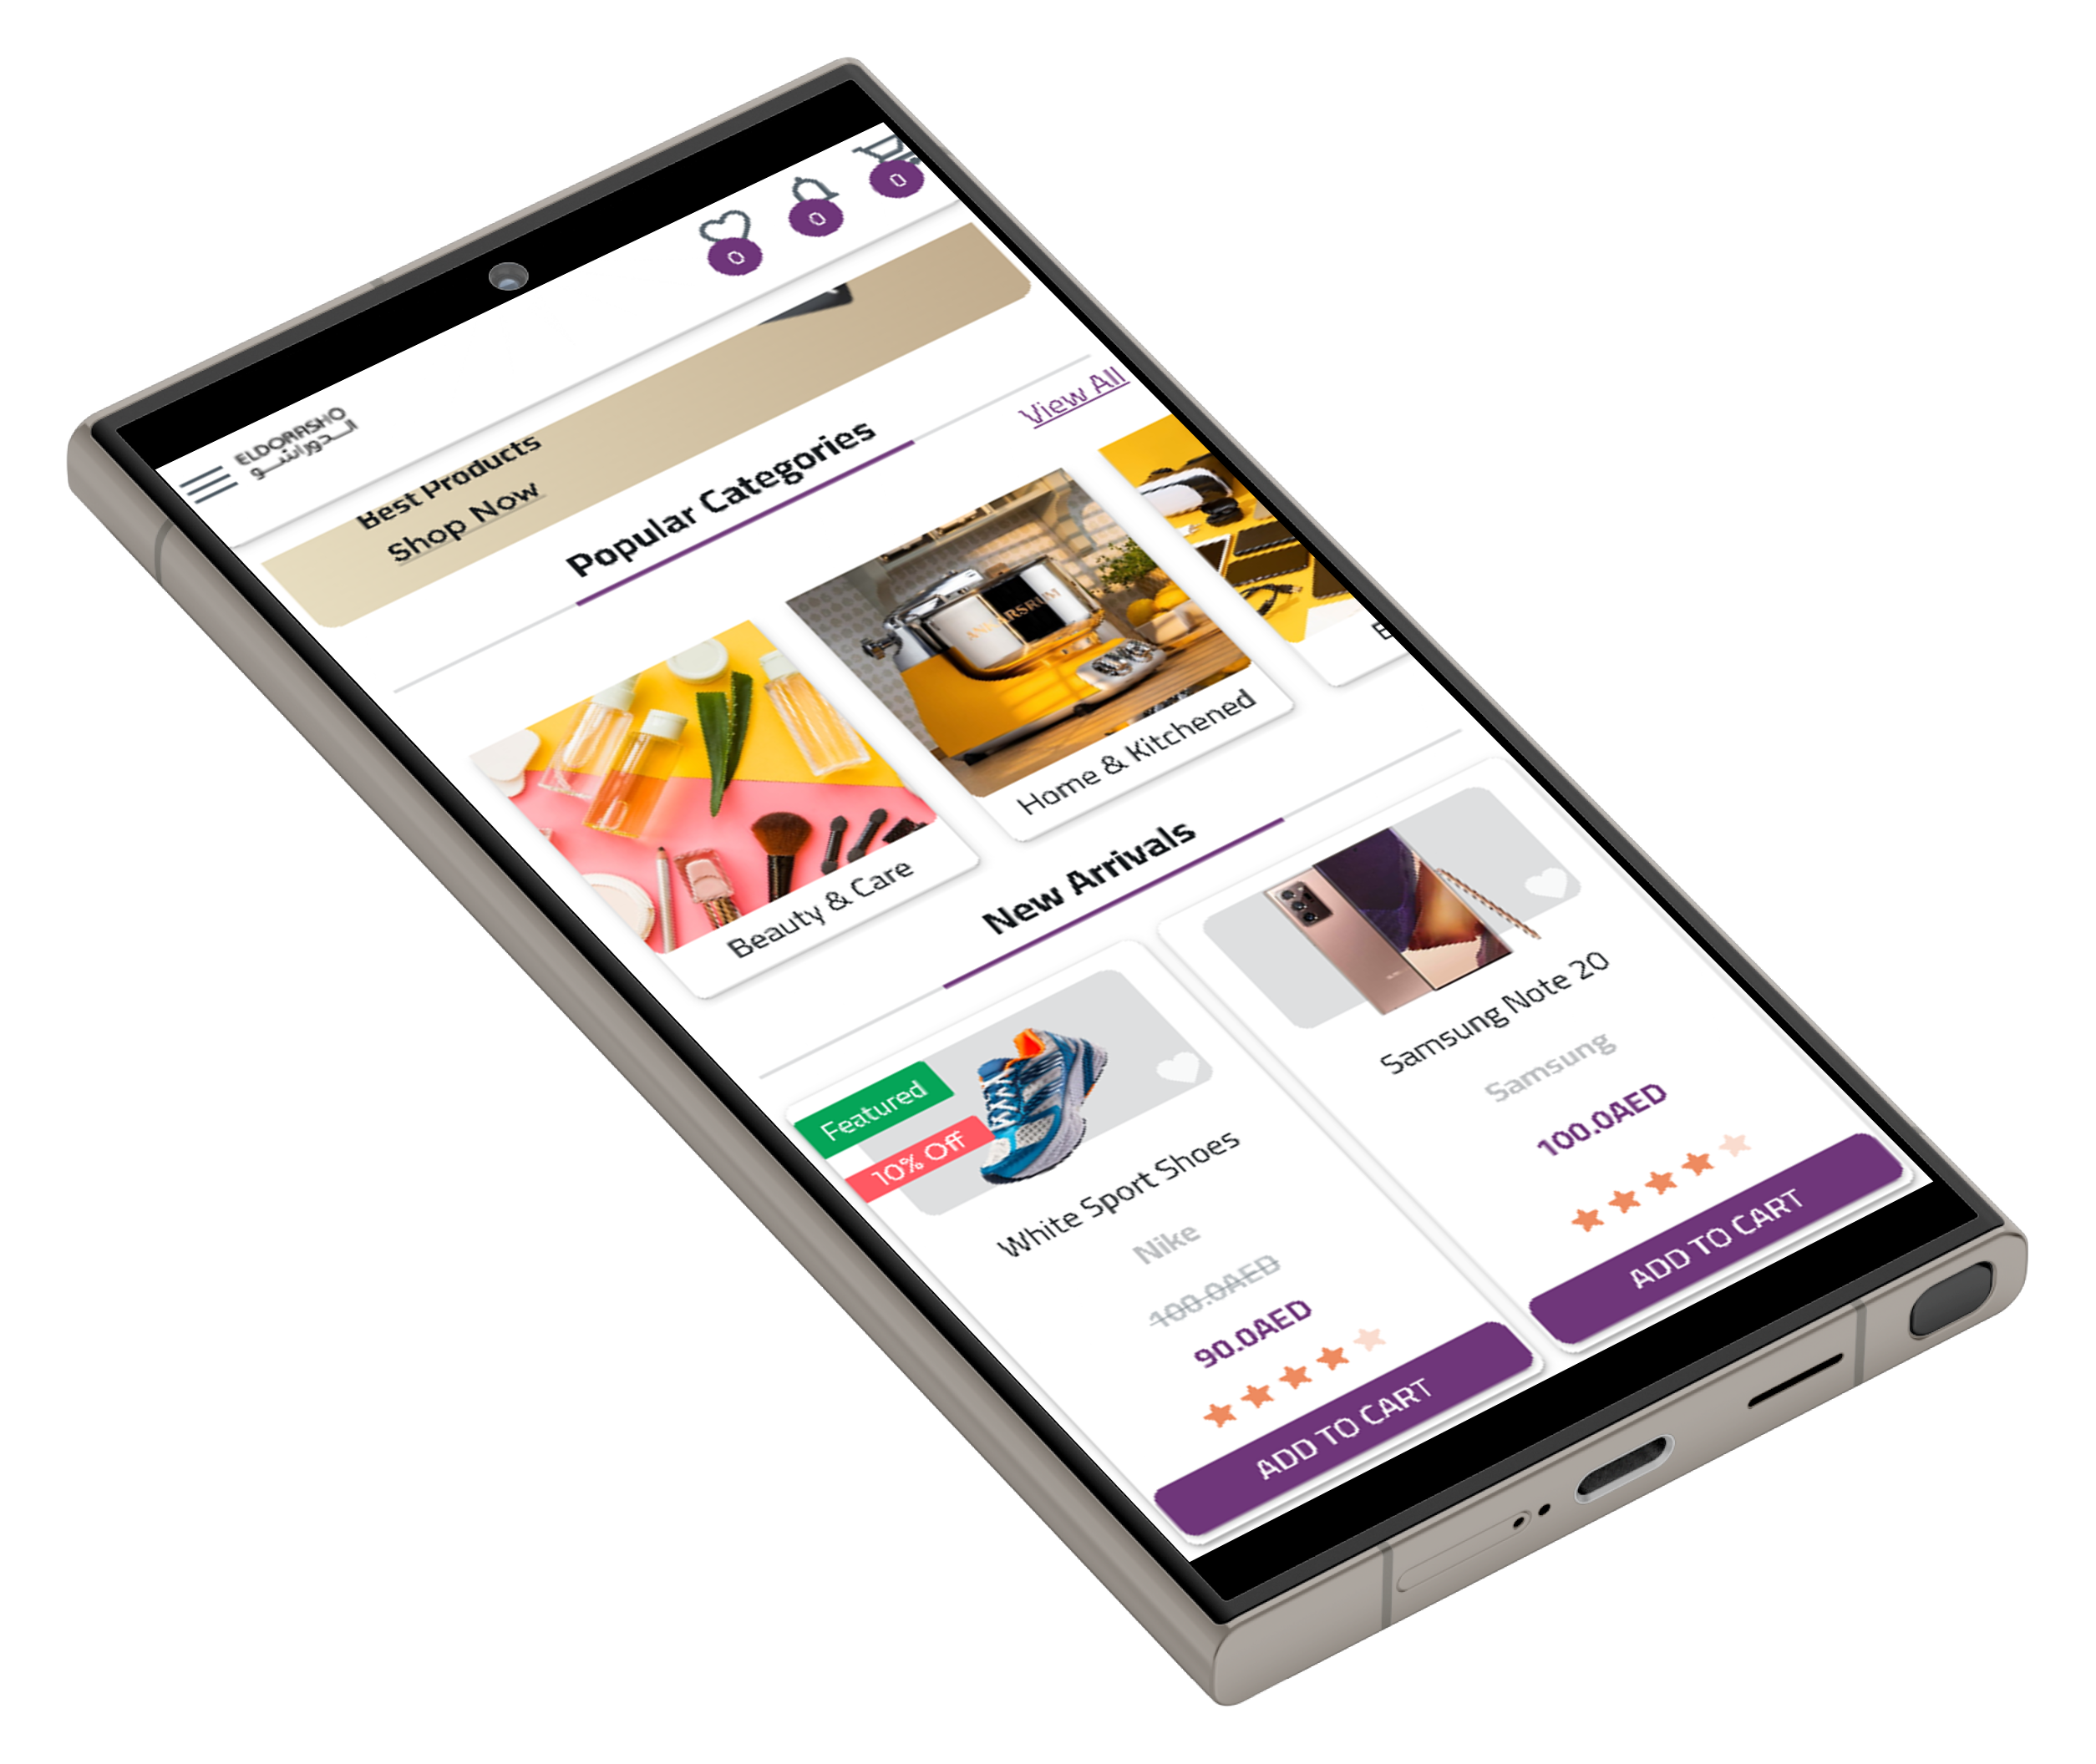 0
0
0
ELDORASHO
الدوراشو
Best Products
Shop Now
Popular Categories
View All
Beauty & Care
Home & Kitchened
New Arrivals
Featured
10% Off
White Sport Shoes
Nike
100.0AED
90.0AED
ADD TO CART
Samsung Note 20
Samsung
100.0AED
ADD TO CART